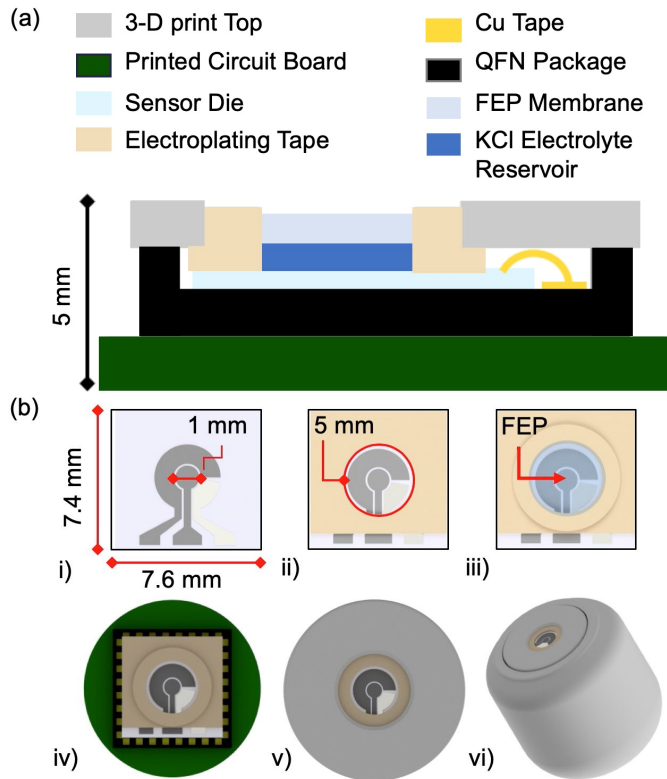 (a)
3-D print Top
Printed Circuit Board
Sensor Die
Electroplating Tape
Cu Tape
QFN Package
FEP Membrane
KCl Electrolyte
Reservoir
5 mm
(b)
1 mm
7.4 mm
7.6 mm
i)
5 mm
ii)
FEP
iii)
iv)
v)
vi)